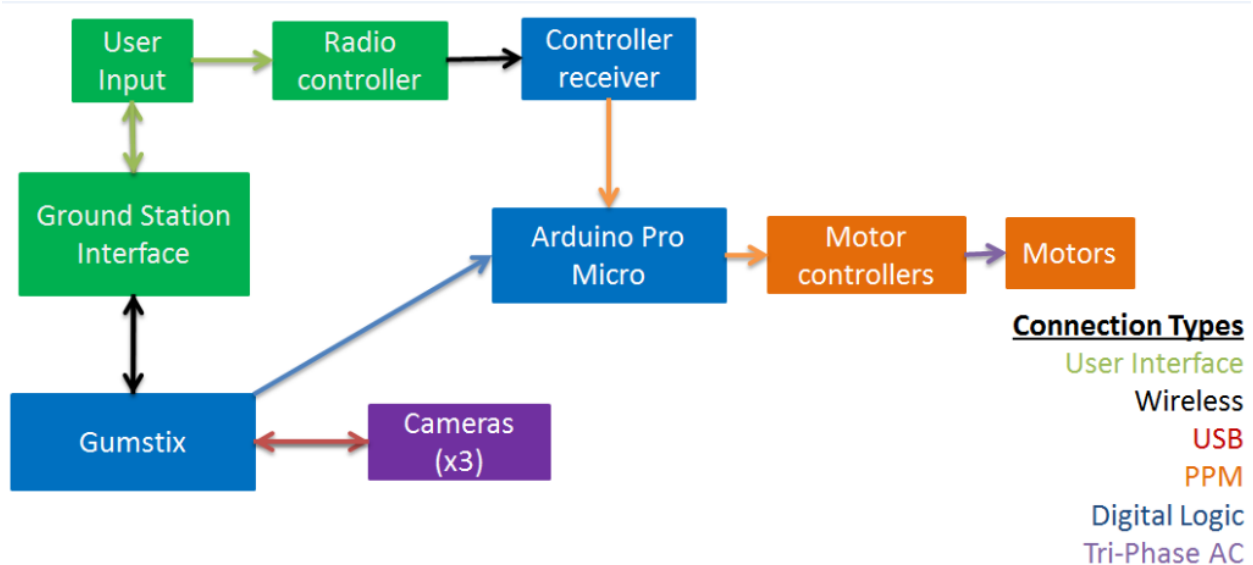 User
Input
Radio
controller
Controller
receiver
Ground Station
Interface
Arduino Pro
Micro
Motor
controllers
Motors
Gumstix
Cameras
(x3)
Connection Types
User Interface
Wireless
USB
PPM
Digital Logic
Tri-Phase AC